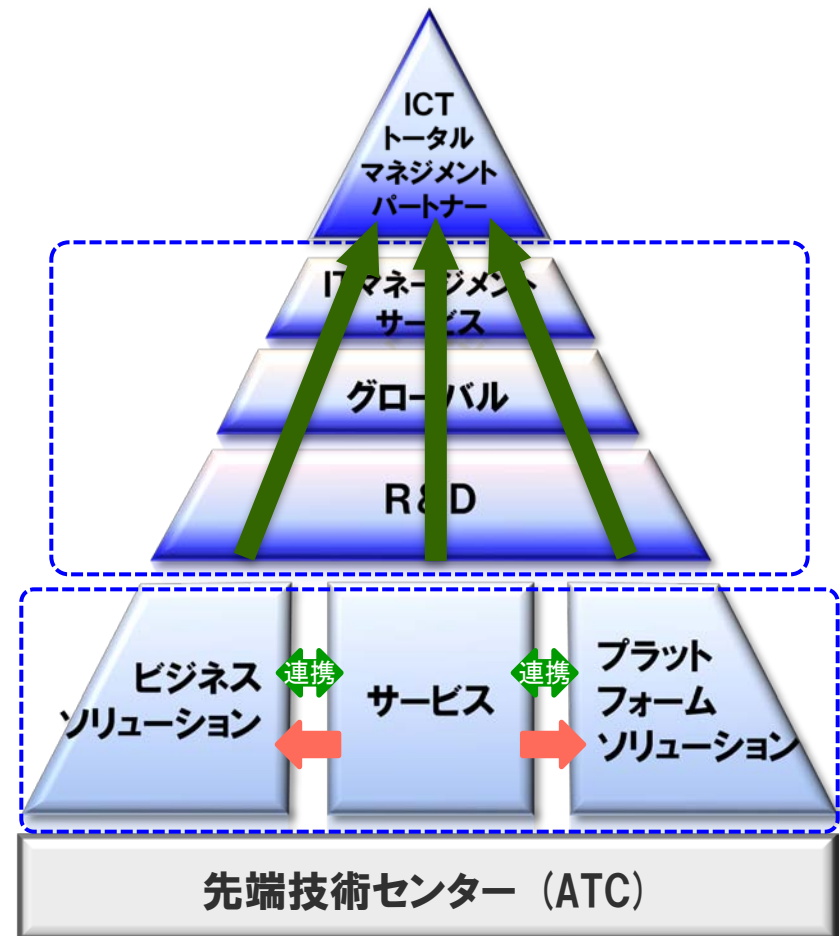 ICT
トータル
マネジメント
パートナー
ITマネージメント
サービス
グローバル
R&D
ビジネス
ソリューション
連携
サービス
連携
プラット
フォーム
ソリューション
先端技術センター (ATC)